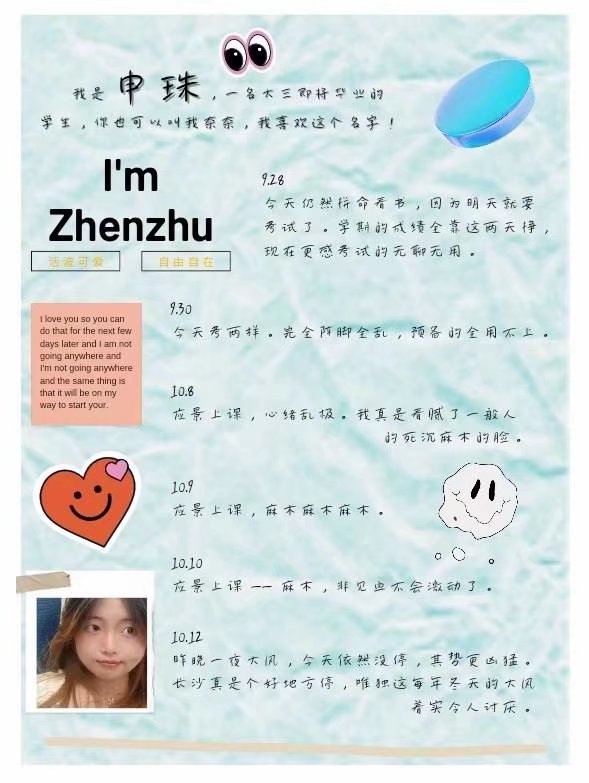 我是 申珠，一名大三即将毕业的
学生，你也可以叫我奈奈，我喜欢这个名字！
I'm
Zhenzhu
活泼可爱
自由自在
9.28
今天仍然拼命看书，因为明天就要
考试了。学期的成绩全靠这两天挣，
现在更感考试的无聊无用。
I love you so you can
do that for the next few
days later and I am not
going anywhere and
I'm not going anywhere
and the same thing is
that it will be on my
way to start your.
9.30
今天考两样。完全阵脚全乱，预备的全用不上。
10.8
应景上课，心绪乱极。我真是看腻了一般人
的死沉麻木的脸。
10.9
应景上课，麻木麻木麻木。
10.10
应景上课——麻木，非见血不会激动了。
10.12
昨晚一夜大风，今天依然没停，其势更凶猛。
长沙真是个好地方停，唯独这每年冬天的大风
着实令人讨厌。